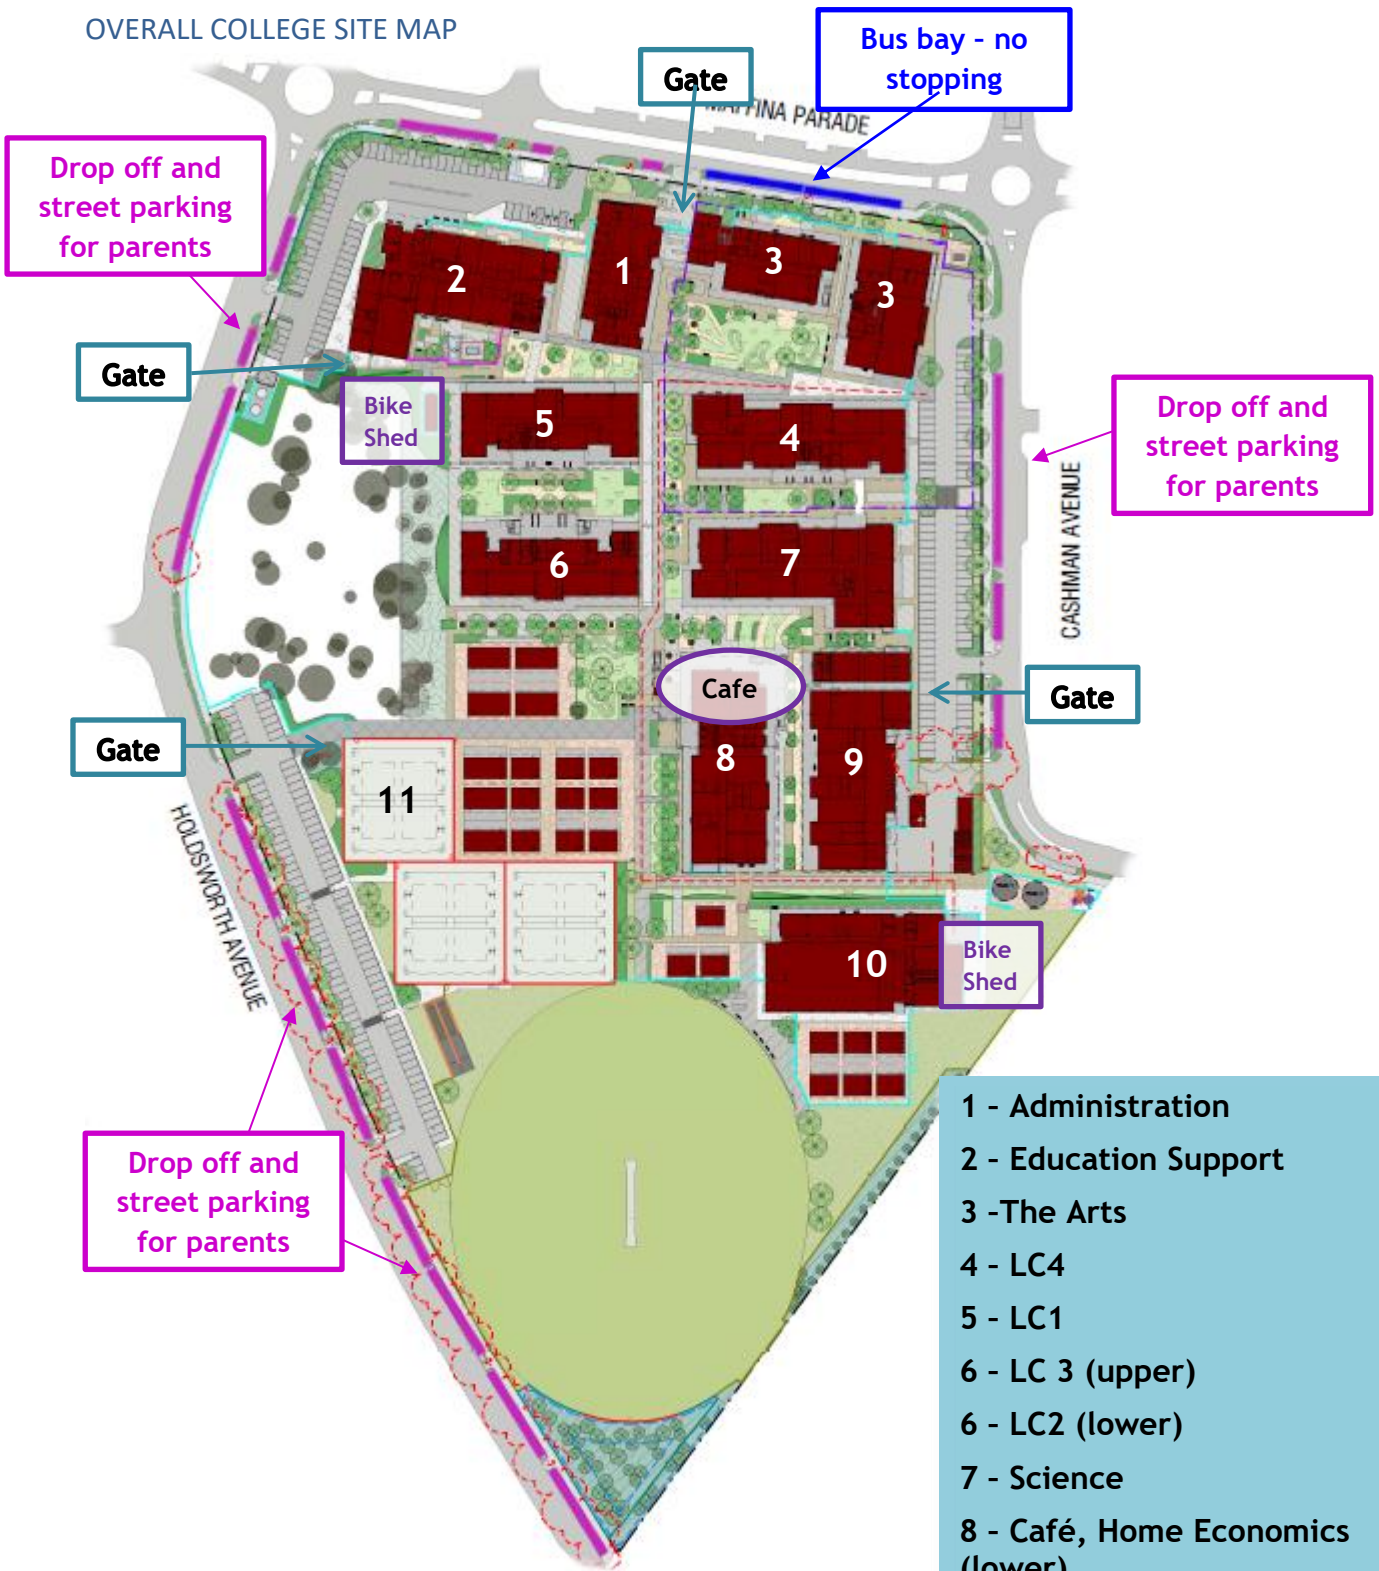 OVERALL COLLEGE SITE MAP
Bus bay – no
stopping
Gate
PARADE
Drop off and
street parking
for parents
2
1
3
3
Gate
Bike
Shed
5
4
Drop off and
street parking
for parents
CASHMAN AVENUE
6
7
Cafe
Gate
Gate
8
9
11
HOLDSWORTH AVENUE
10
Bike
Shed
Drop off and
street parking
for parents
1 – Administration
2 – Education Support
3 –The Arts
4 – LC4
5 – LC1
6 – LC 3 (upper)
6 – LC2 (lower)
7 – Science
8 – Café, Home Economics
(lower)